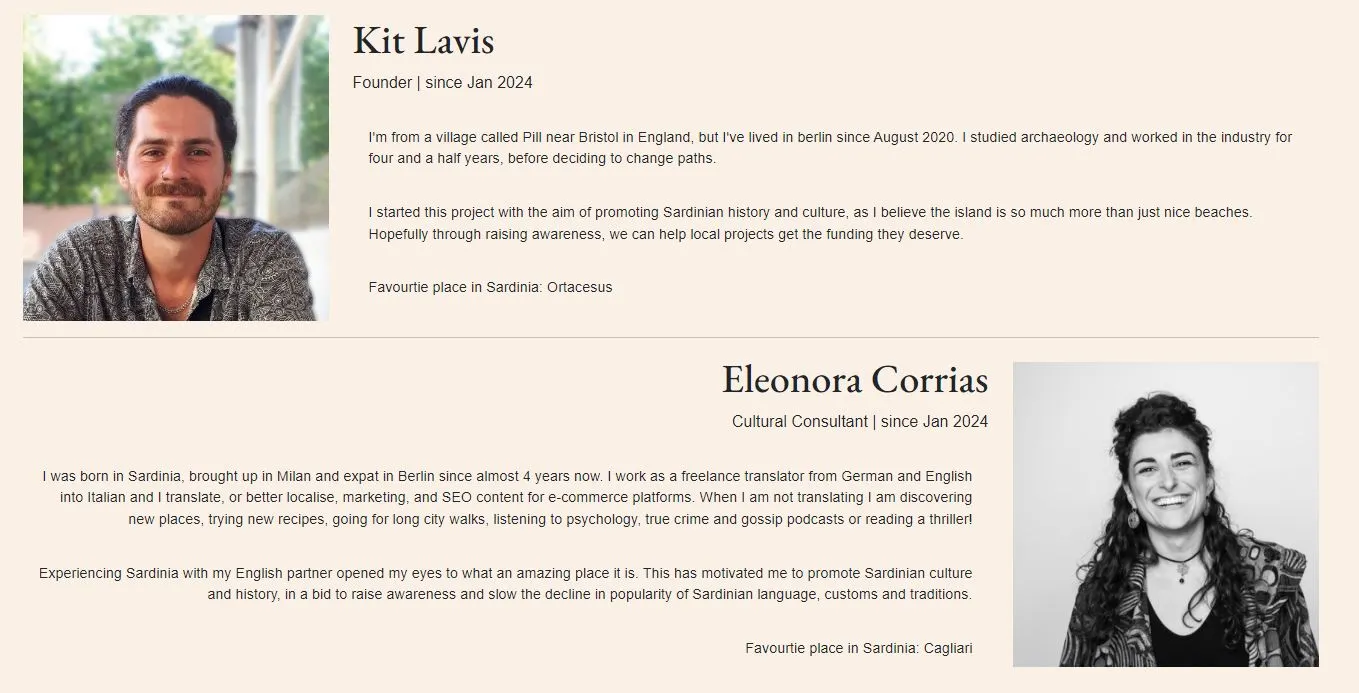 Kit Lavis
Founder | since Jan 2024
I'm from a village called Pill near Bristol in England, but I've lived in berlin since August 2020. I studied archaeology and worked in the industry for
four and a half years, before deciding to change paths.
I started this project with the aim of promoting Sardinian history and culture, as I believe the island is so much more than just nice beaches.
Hopefully through raising awareness, we can help local projects get the funding they deserve.
Favourtie place in Sardinia: Ortacesus
Eleonora Corrias
Cultural Consultant | since Jan 2024
I was born in Sardinia, brought up in Milan and expat in Berlin since almost 4 years now. I work as a freelance translator from German and English
into Italian and I translate, or better localise, marketing, and SEO content for e-commerce platforms. When I am not translating I am discovering
new places, trying new recipes, going for long city walks, listening to psychology, true crime and gossip podcasts or reading a thriller!
Experiencing Sardinia with my English partner opened my eyes to what an amazing place it is. This has motivated me to promote Sardinian culture
and history, in a bid to raise awareness and slow the decline in popularity of Sardinian language, customs and traditions.
Favourtie place in Sardinia: Cagliari